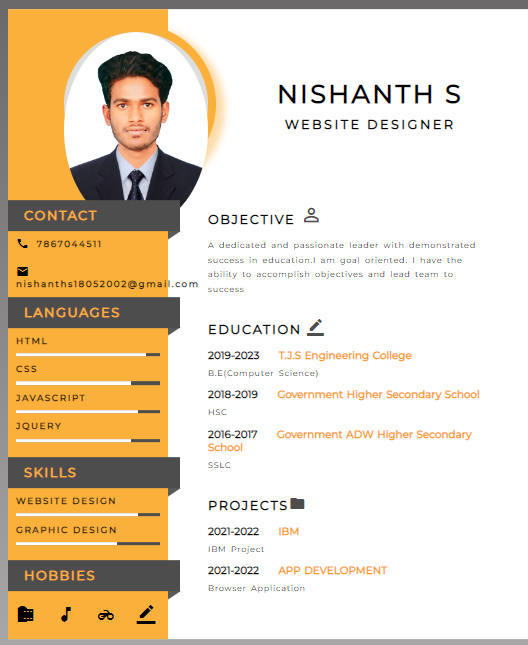 NISHANTH S
WEBSITE DESIGNER
CONTACT
7867044511
nishanths18052002@gmail.com
LANGUAGES
HTML
CSS
JAVASCRIPT
JQUERY
SKILLS
WEBSITE DESIGN
GRAPHIC DESIGN
HOBBIES
OBJECTIVE
A dedicated and passionate leader with demonstrated
success in education.I am goal oriented. I have the
ability to accomplish objectives and lead team to
success
EDUCATION
2019-2023 T.J.S Engineering College
B.E(Computer Science)
2018-2019 Government Higher Secondary School
HSC
2016-2017 Government ADW Higher Secondary
School
SSLC
PROJECTS
2021-2022 IBM
IBM Project
2021-2022 APP DEVELOPMENT
Browser Application